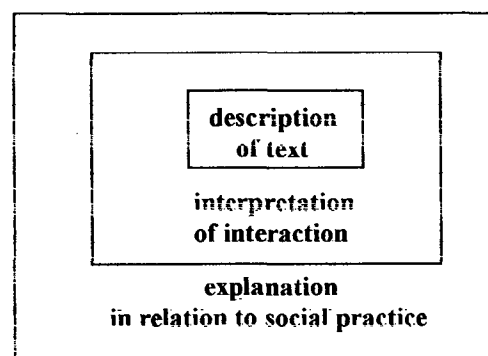 description
of text
interpretation
of interaction
explanation
in relation to social practice